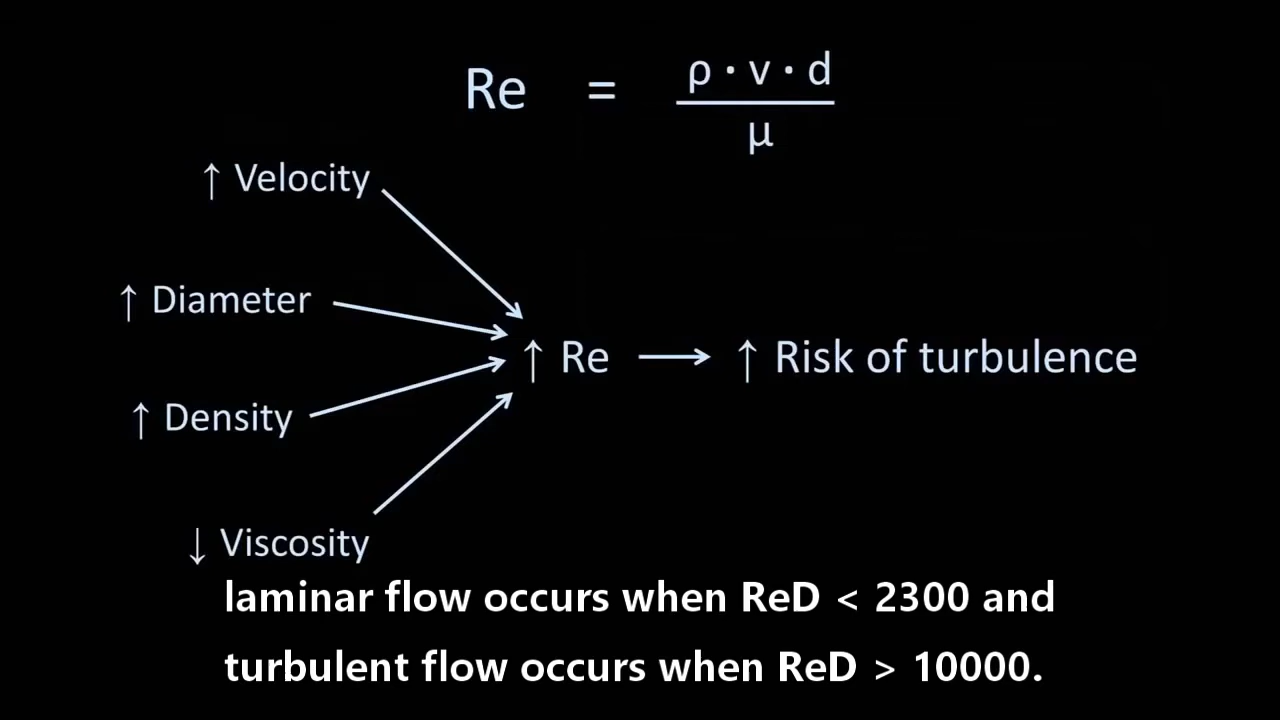 Re = ρ · v · d / μ
↑ Velocity
↑ Diameter
↑ Re → ↑ Risk of turbulence
↑ Density
↓ Viscosity
laminar flow occurs when ReD < 2300 and
turbulent flow occurs when ReD > 10000.